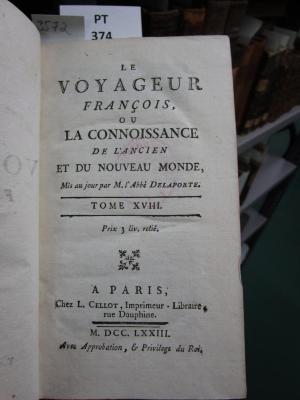 PT
374
2572
LE
VOYAGEUR
FRANÇOIS,
OU
LA CONNOISSANCE
DE L'ANCIEN
ET DU NOUVEAU MONDE,
Mis au jour par M. l'Abbé DELAPORTE.
TOME XVIII.
Prix 3 liv. relié.
A PARIS,
Chez L. CELLOT, Imprimeur-Libraire,
rue Dauphine.
M. DCC. LXXIII.
Avec Approbation, & Privilege du Roi.